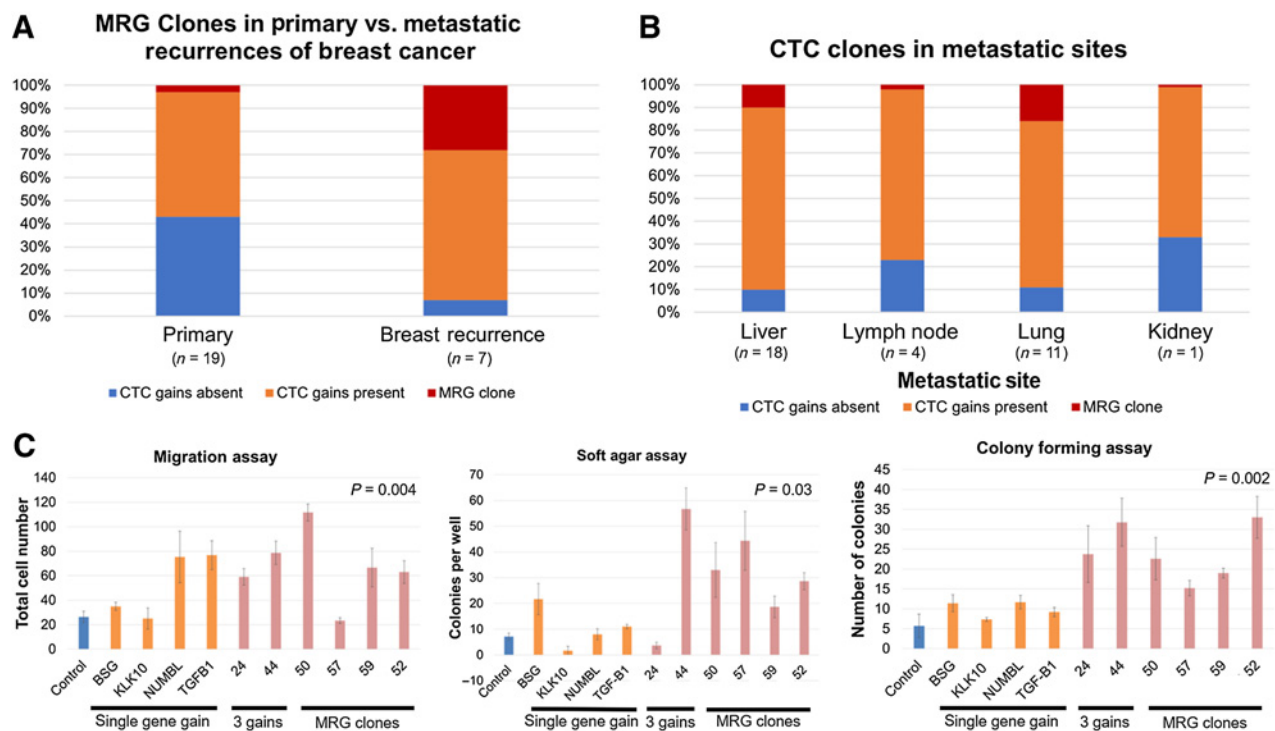 A
MRG Clones in primary vs. metastatic
recurrences of breast cancer
100%
90%
80%
70%
60%
50%
40%
30%
20%
10%
0%
Primary
(n = 19)
Breast recurrence
(n = 7)
CTC gains absent CTC gains present MRG clone
B
CTC clones in metastatic sites
100%
90%
80%
70%
60%
50%
40%
30%
20%
10%
0%
Liver
(n = 18)
Lymph node
(n = 4)
Lung
(n = 11)
Kidney
(n = 1)
Metastatic site
CTC gains absent CTC gains present MRG clone
C
Migration assay
P = 0.004
Total cell number
140
120
100
80
60
40
20
0
Control
BSG
KLK10
NUMBL
TGFB1
24
44
50
57
59
52
Single gene gain
3 gains
MRG clones
Soft agar assay
P = 0.03
Colonies per well
70
60
50
40
30
20
10
0
−10
Control
BSG
KLK10
NUMBL
TGF-B1
24
44
50
57
59
52
Single gene gain
3 gains
MRG clones
Colony forming assay
P = 0.002
Number of colonies
45
40
35
30
25
20
15
10
5
0
Control
BSG
KLK10
NUMBL
TGF-B1
24
44
50
57
59
52
Single gene gain
3 gains
MRG clones